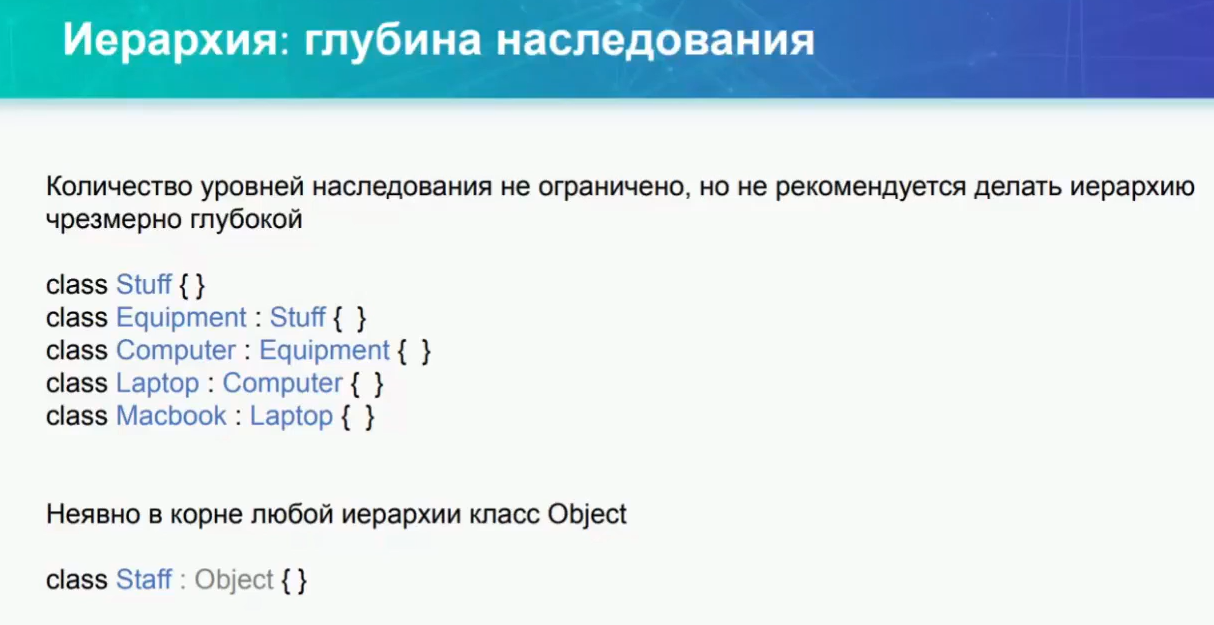 Иерархия: глубина наследования
Количество уровней наследования не ограничено, но не рекомендуется делать иерархию
чрезмерно глубокой
class Stuff { }
class Equipment : Stuff {  }
class Computer : Equipment {  }
class Laptop : Computer {  }
class Macbook : Laptop {  }
Неявно в корне любой иерархии класс Object
class Staff : Object { }